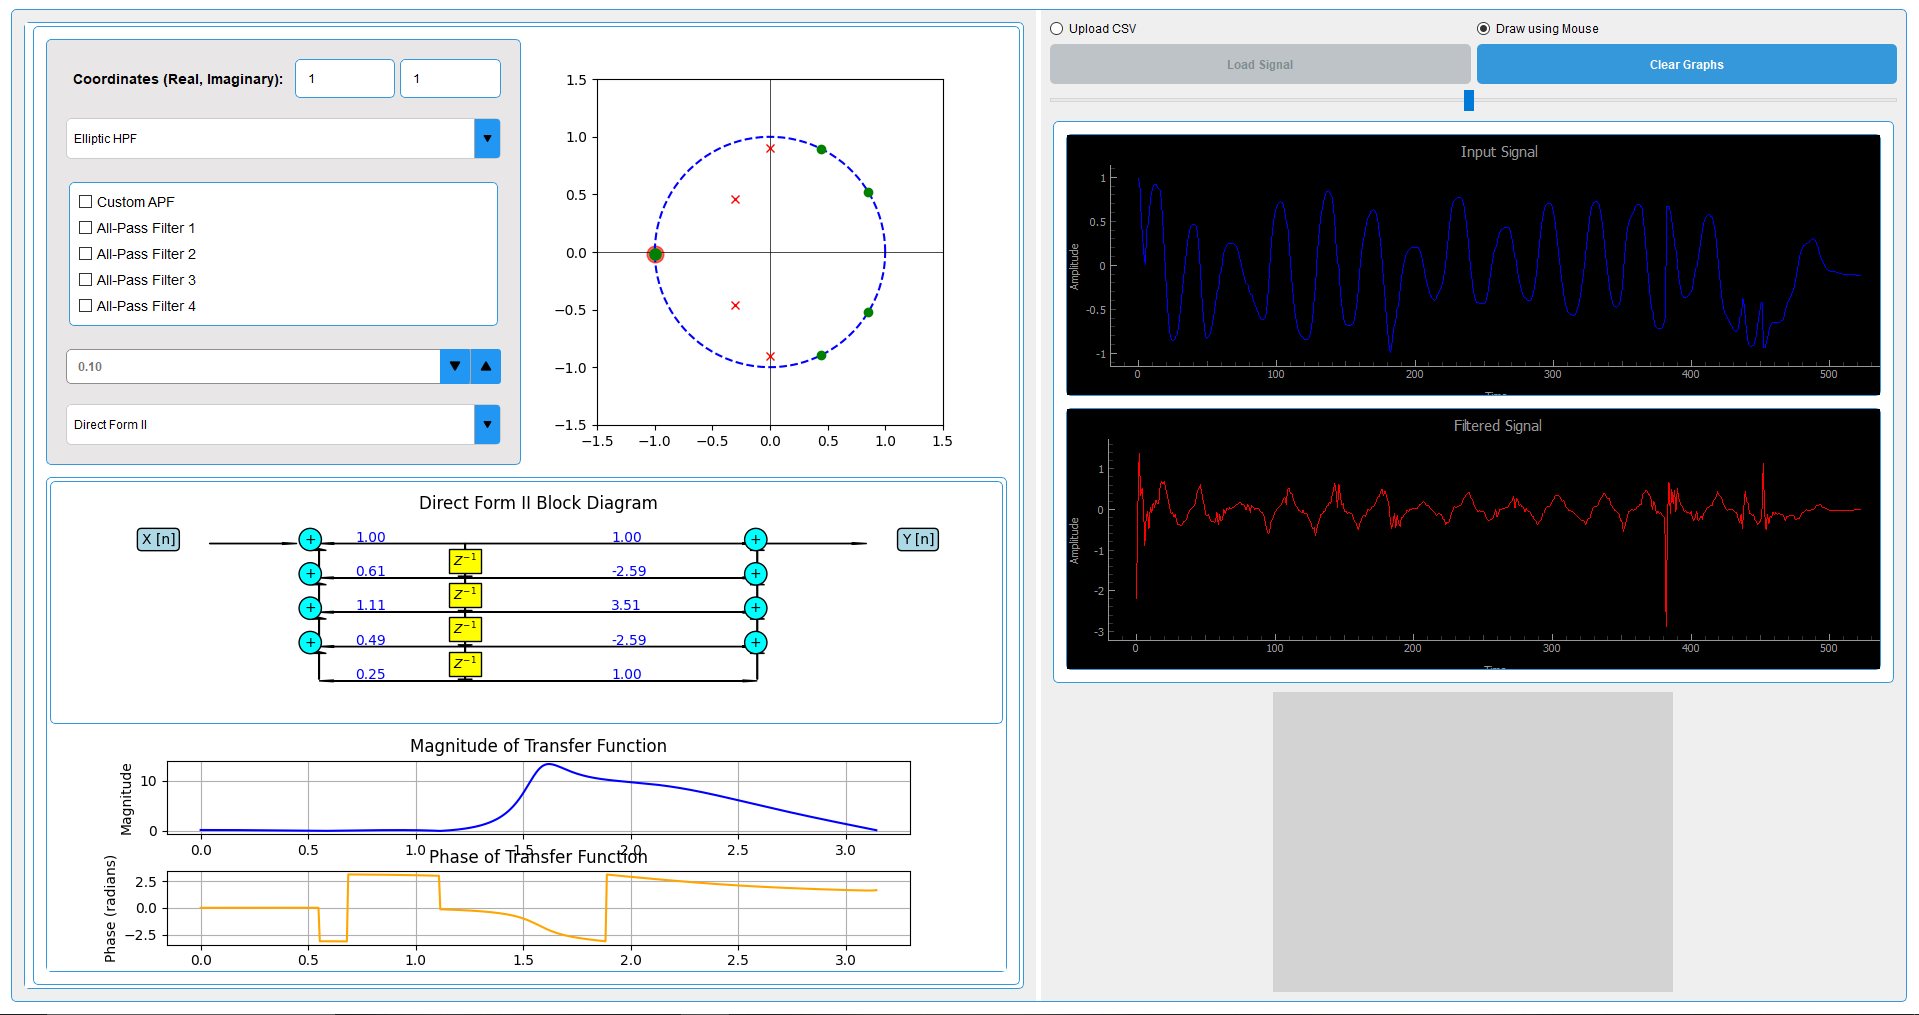 Coordinates (Real, Imaginary): 1 1
Elliptic HPF
Custom APF
All-Pass Filter 1
All-Pass Filter 2
All-Pass Filter 3
All-Pass Filter 4
0.10
Direct Form II
1.5
1.0
0.5
0.0
−0.5
−1.0
−1.5
−1.5 −1.0 −0.5 0.0 0.5 1.0 1.5
Direct Form II Block Diagram
X [n] + 1.00 1.00 + Y [n]
Z⁻¹
+ 0.61 -2.59 +
Z⁻¹
+ 1.11 3.51 +
Z⁻¹
+ 0.49 -2.59 +
Z⁻¹
0.25 1.00
Magnitude of Transfer Function
Magnitude
10
0
0.0 0.5 1.0 1.5 2.0 2.5 3.0
Phase of Transfer Function
Phase (radians)
2.5
0.0
−2.5
0.0 0.5 1.0 1.5 2.0 2.5 3.0
Upload CSV Draw using Mouse
Load Signal Clear Graphs
Input Signal
Amplitude
1
0.5
0
-0.5
-1
0 100 200 300 400 500
Filtered Signal
Amplitude
1
0
-1
-2
-3
0 100 200 300 400 500